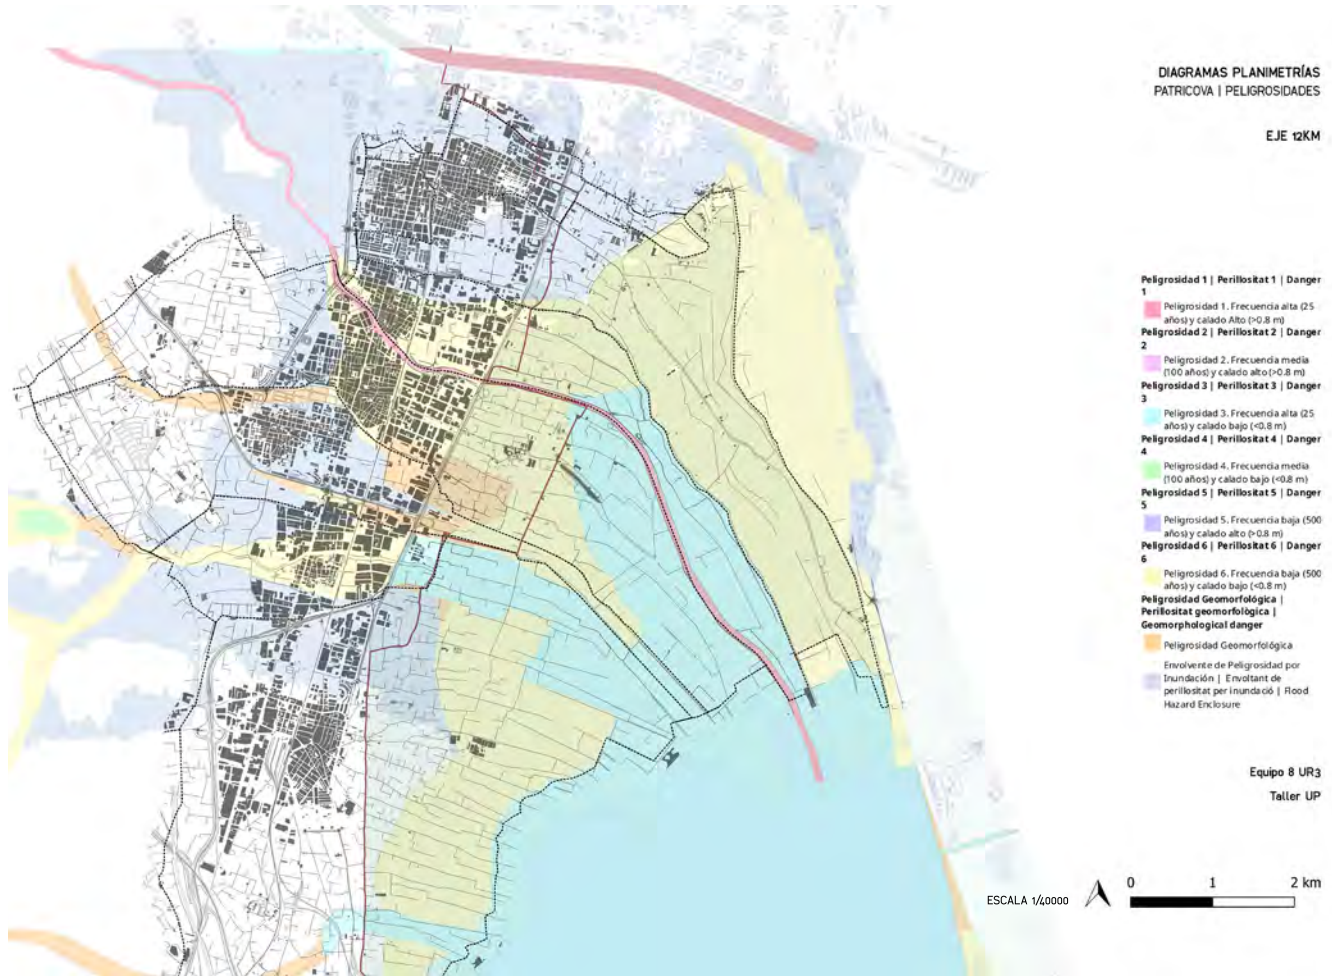 DIAGRAMAS PLANIMETRÍAS
PATRICOVA | PELIGROSIDADES
EJE 12KM
Peligrosidad 1 | Perillositat 1 | Danger
1
Peligrosidad 1. Frecuencia alta (25
años) y calado Alto (>0.8 m)
Peligrosidad 2 | Perillositat 2 | Danger
2
Peligrosidad 2. Frecuencia media
(100 años) y calado alto (>0.8 m)
Peligrosidad 3 | Perillositat 3 | Danger
3
Peligrosidad 3. Frecuencia alta (25
años) y calado bajo (<0.8 m)
Peligrosidad 4 | Perillositat 4 | Danger
4
Peligrosidad 4. Frecuencia media
(100 años) y calado bajo (<0.8 m)
Peligrosidad 5 | Perillositat 5 | Danger
5
Peligrosidad 5. Frecuencia baja (500
años) y calado alto (>0.8 m)
Peligrosidad 6 | Perillositat 6 | Danger
6
Peligrosidad 6. Frecuencia baja (500
años) y calado bajo (<0.8 m)
Peligrosidad Geomorfológica |
Perillositat geomorfològica |
Geomorphological danger
Peligrosidad Geomorfológica
Envolvente de Peligrosidad por
Inundación | Envoltant de
perillositat per inundació | Flood
Hazard Enclosure
Equipo 8 UR3
Taller UP
ESCALA 1/40000
0 1 2 km